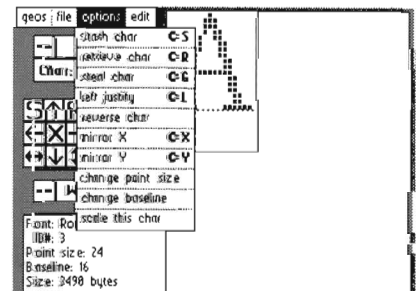 geos file options edit
stash char C=S
retrieve char C=R
Char:
steal char C=G
left justify C=L
reverse char
mirror X C=X
mirror Y C=Y
change point size
change baseline
scale this char
Font: Ro
ID#: 3
Point size: 24
Baseline: 16
Size: 3498 bytes